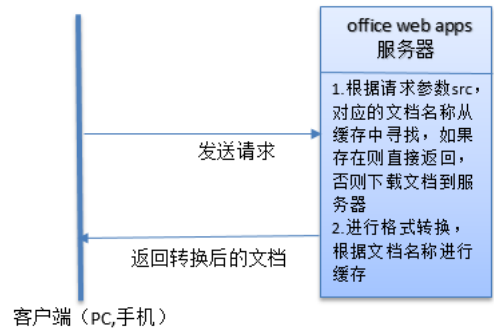 office web apps
服务器
1.根据请求参数src，
对应的文档名称从
缓存中寻找，如果
存在则直接返回，
否则下载文档到服
务器
2.进行格式转换，
根据文档名称进行
缓存
发送请求
返回转换后的文档
客户端（PC,手机）